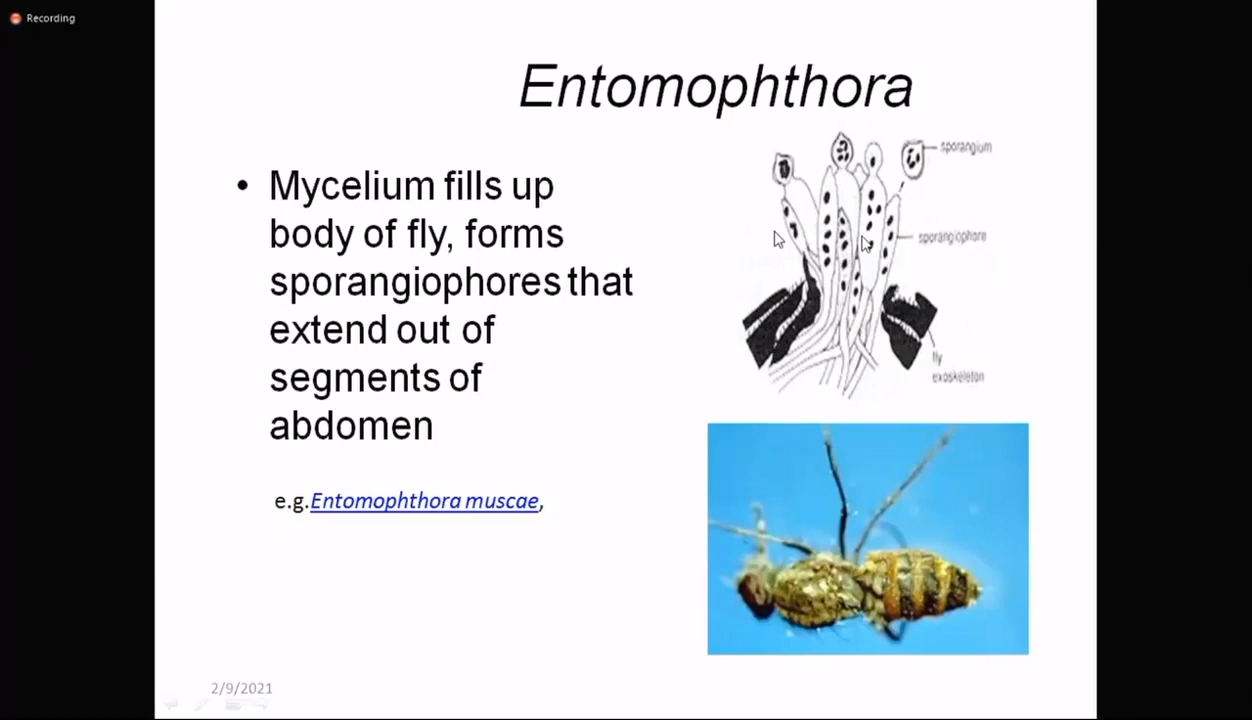 Recording
Entomophthora
• Mycelium fills up
body of fly, forms
sporangiophores that
extend out of
segments of
abdomen
e.g.Entomophthora muscae,
sporangium
sporangiophore
fly
exoskeleton
2/9/2021